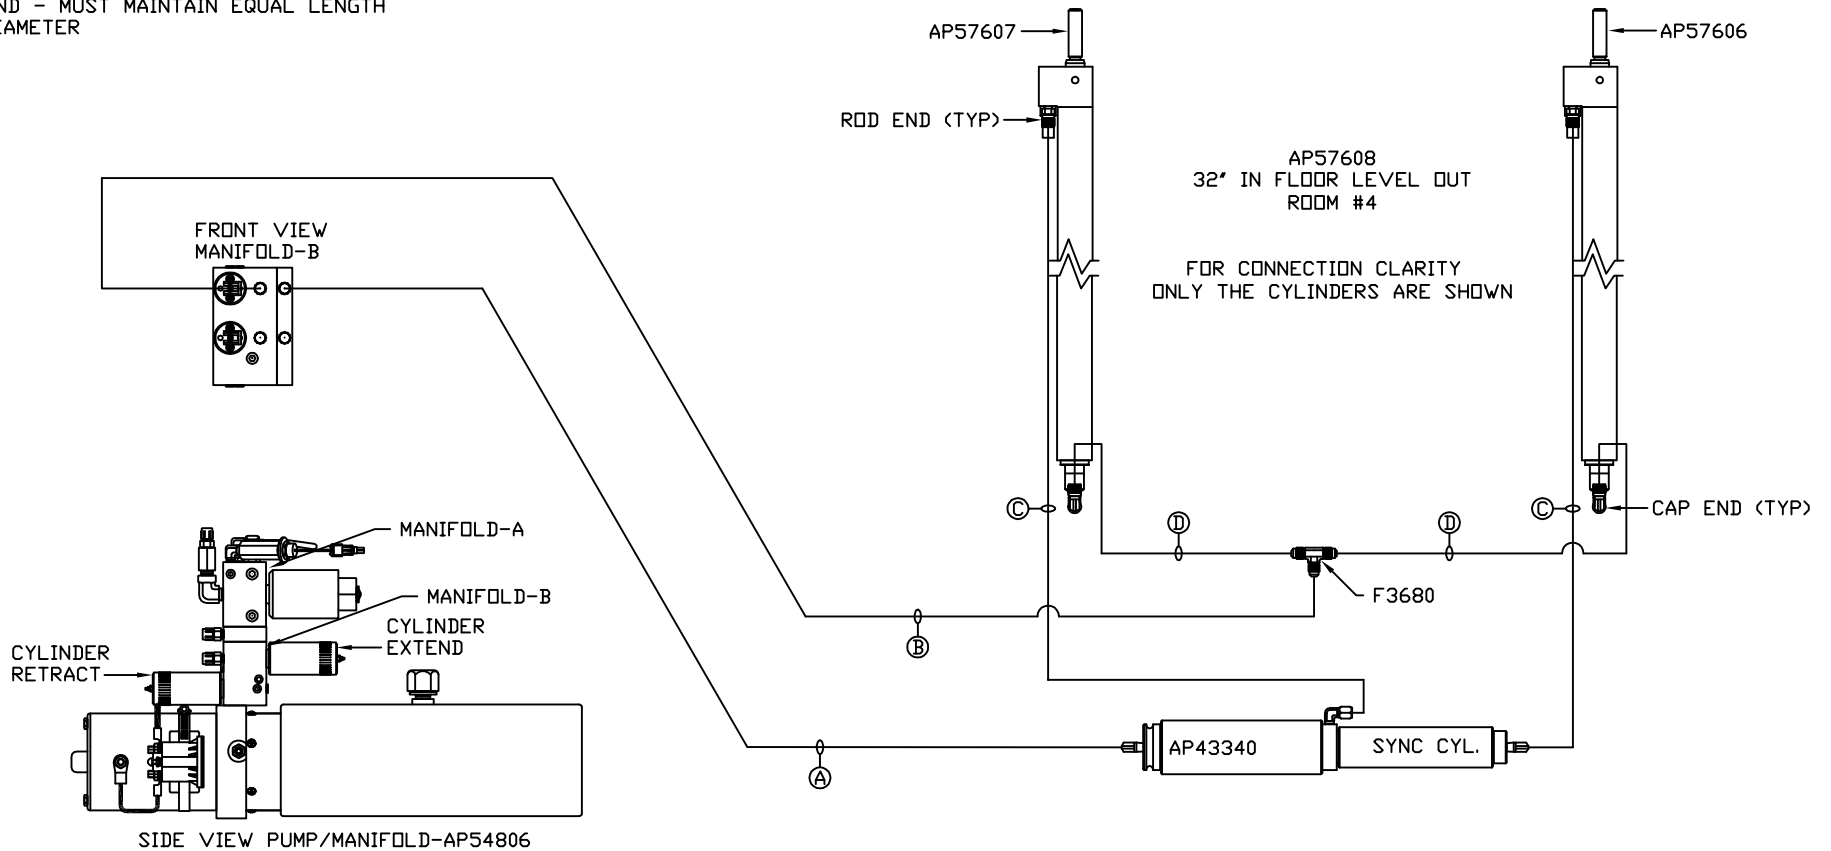 ND - MUST MAINTAIN EQUAL LENGTH
AMETER
AP57607
AP57606
ROD END (TYP)
AP57608
32" IN FLOOR LEVEL OUT
ROOM #4
FRONT VIEW
MANIFOLD-B
FOR CONNECTION CLARITY
ONLY THE CYLINDERS ARE SHOWN
C
D
D
C
CAP END (TYP)
MANIFOLD-A
MANIFOLD-B
F3680
CYLINDER
EXTEND
B
CYLINDER
RETRACT
AP43340
SYNC CYL.
A
SIDE VIEW PUMP/MANIFOLD-AP54806